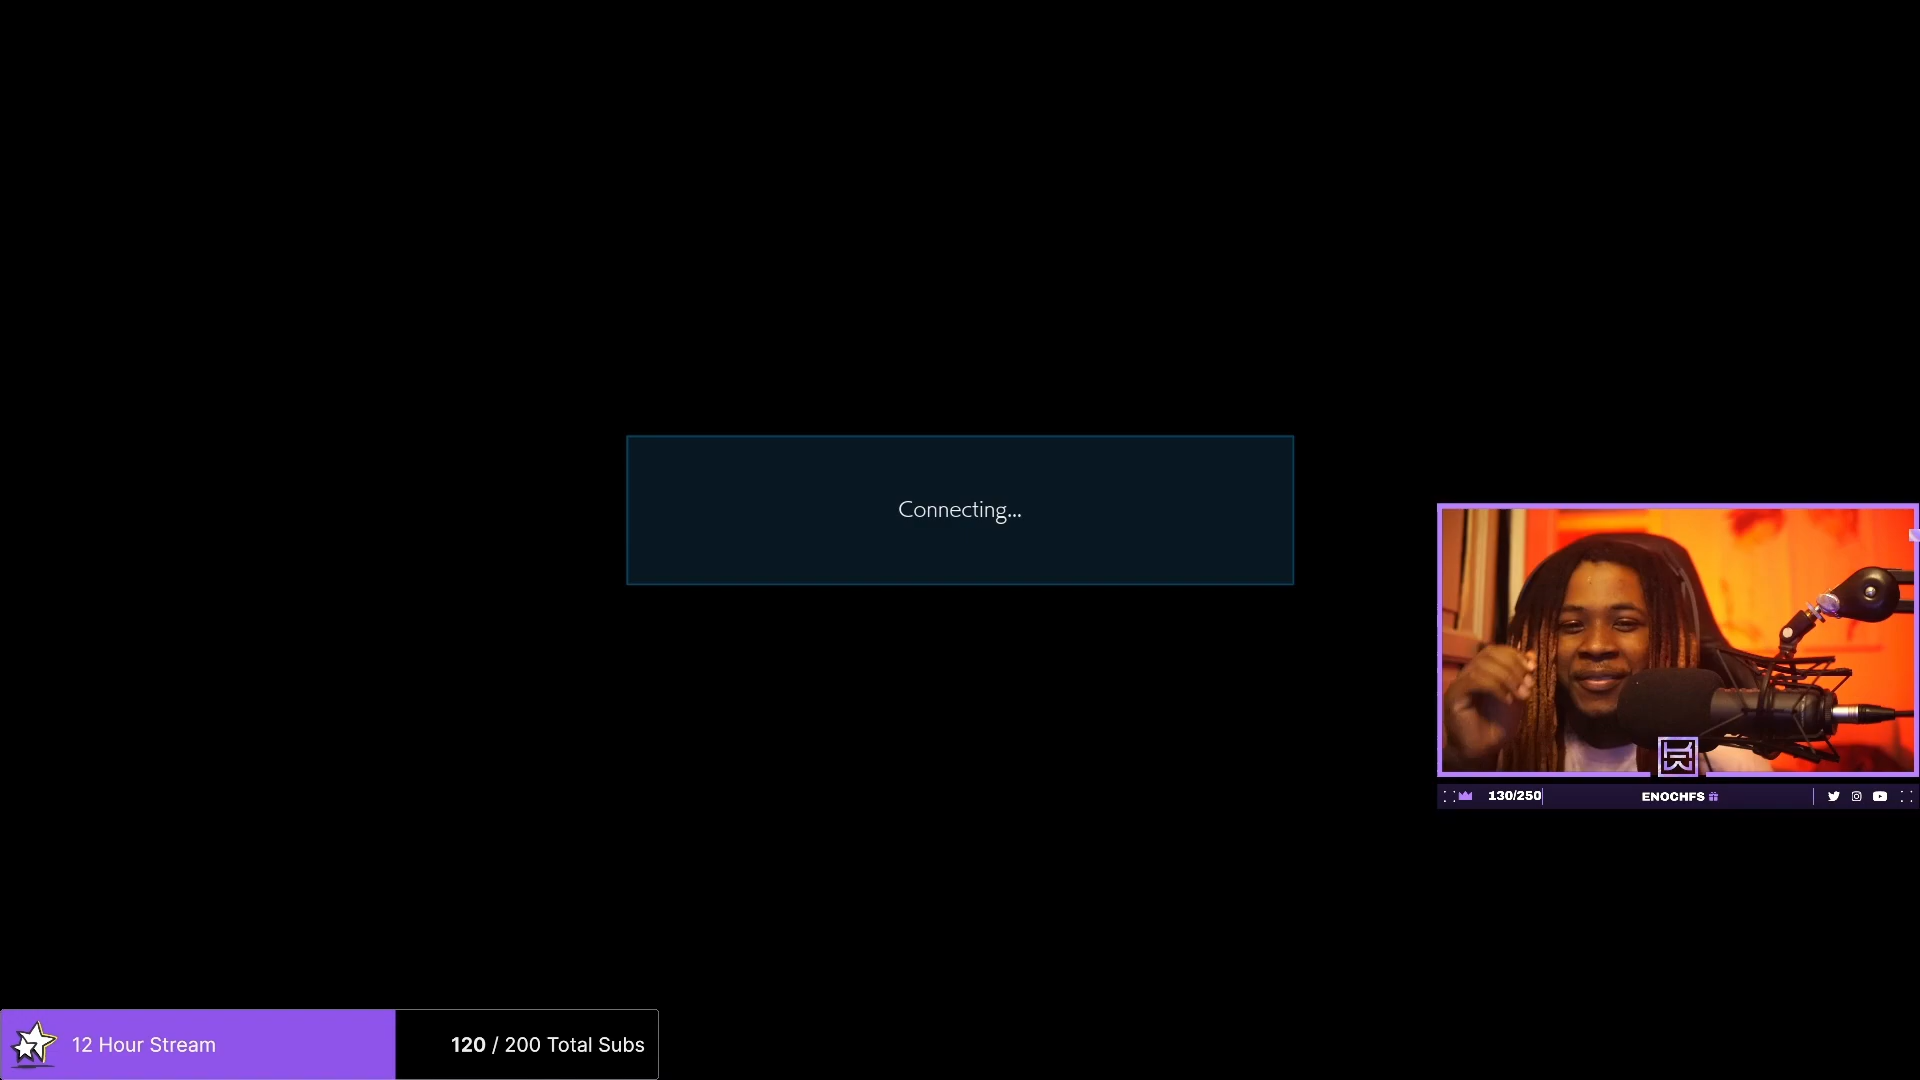 Connecting...
130/250
ENOCHFS
12 Hour Stream
120 / 200 Total Subs